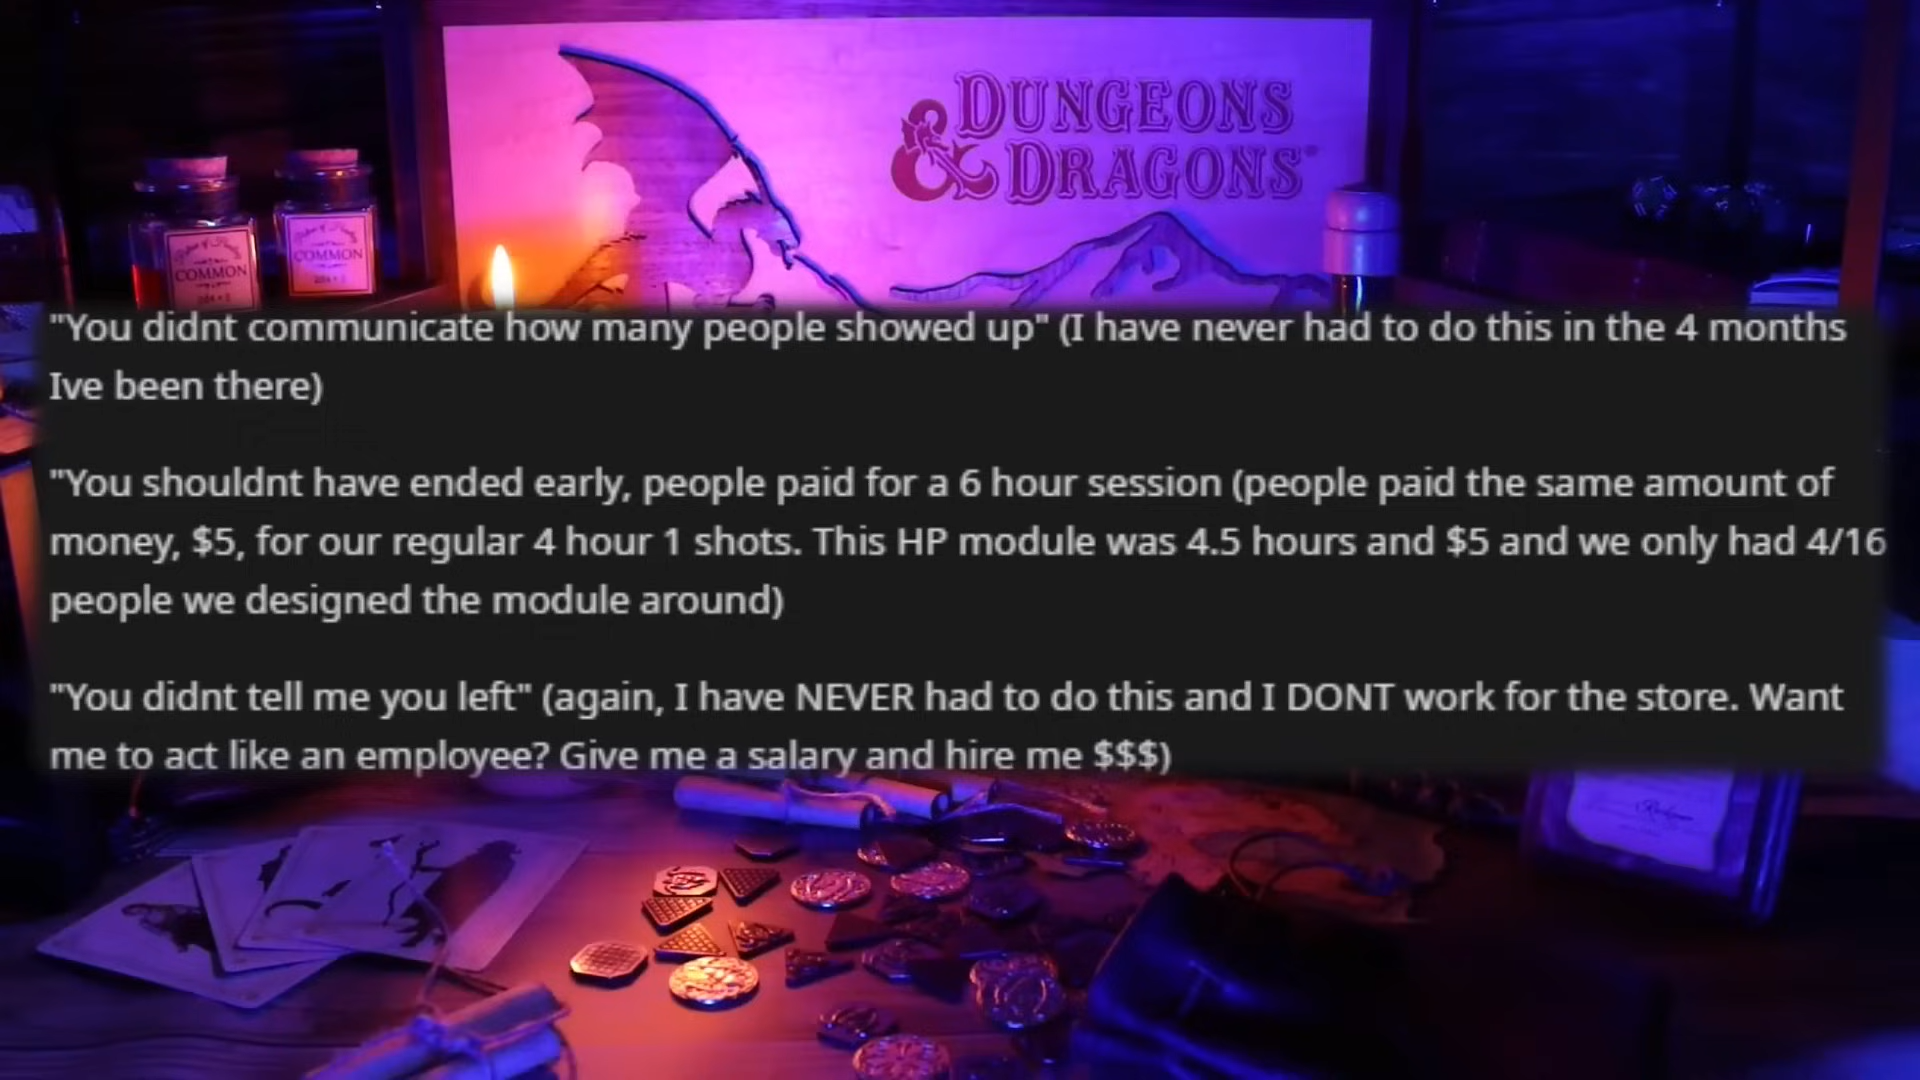 DUNGEONS
& DRAGONS
COMMON
COMMON
"You didnt communicate how many people showed up" (I have never had to do this in the 4 months
Ive been there)
"You shouldnt have ended early, people paid for a 6 hour session (people paid the same amount of
money, $5, for our regular 4 hour 1 shots. This HP module was 4.5 hours and $5 and we only had 4/16
people we designed the module around)
"You didnt tell me you left" (again, I have NEVER had to do this and I DONT work for the store. Want
me to act like an employee? Give me a salary and hire me $$$)